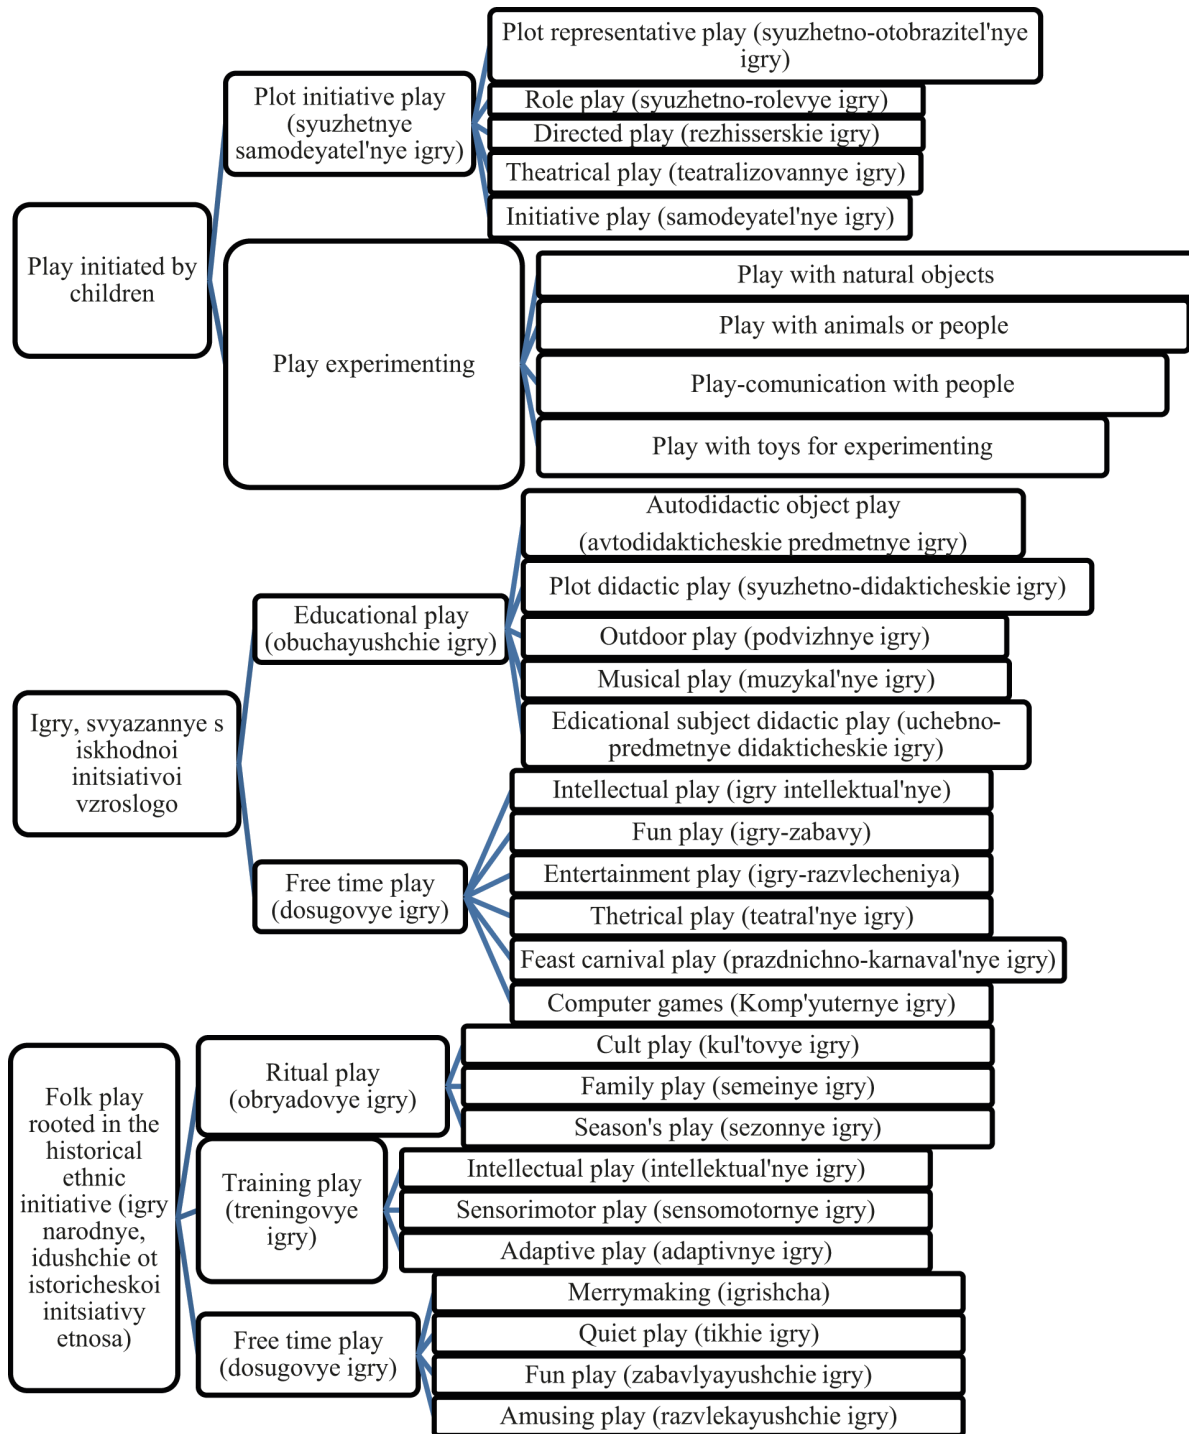 Play initiated by
children
Plot initiative play
(syuzhetnye
samodeyatel'nye igry)
Plot representative play (syuzhetno-otobrazitel'nye
igry)
Role play (syuzhetno-rolevye igry)
Directed play (rezhisserskie igry)
Theatrical play (teatralizovannye igry)
Initiative play (samodeyatel'nye igry)
Play experimenting
Play with natural objects
Play with animals or people
Play-comunication with people
Play with toys for experimenting
Igry, svyazannye s
iskhodnoi
initsiativoi
vzroslogo
Educational play
(obuchayushchie igry)
Autodidactic object play
(avtodidakticheskie predmetnye igry)
Plot didactic play (syuzhetno-didakticheskie igry)
Outdoor play (podvizhnye igry)
Musical play (muzykal'nye igry)
Edicational subject didactic play (uchebno-
predmetnye didakticheskie igry)
Free time play
(dosugovye igry)
Intellectual play (igry intellektual'nye)
Fun play (igry-zabavy)
Entertainment play (igry-razvlecheniya)
Thetrical play (teatral'nye igry)
Feast carnival play (prazdnichno-karnaval'nye igry)
Computer games (Komp'yuternye igry)
Folk play
rooted in the
historical
ethnic
initiative (igry
narodnye,
idushchie ot
istoricheskoi
initsiativy
etnosa)
Ritual play
(obryadovye igry)
Cult play (kul'tovye igry)
Family play (semeinye igry)
Season's play (sezonnye igry)
Training play
(treningovye
igry)
Intellectual play (intellektual'nye igry)
Sensorimotor play (sensomotornye igry)
Adaptive play (adaptivnye igry)
Free time play
(dosugovye igry)
Merrymaking (igrishcha)
Quiet play (tikhie igry)
Fun play (zabavlyayushchie igry)
Amusing play (razvlekayushchie igry)